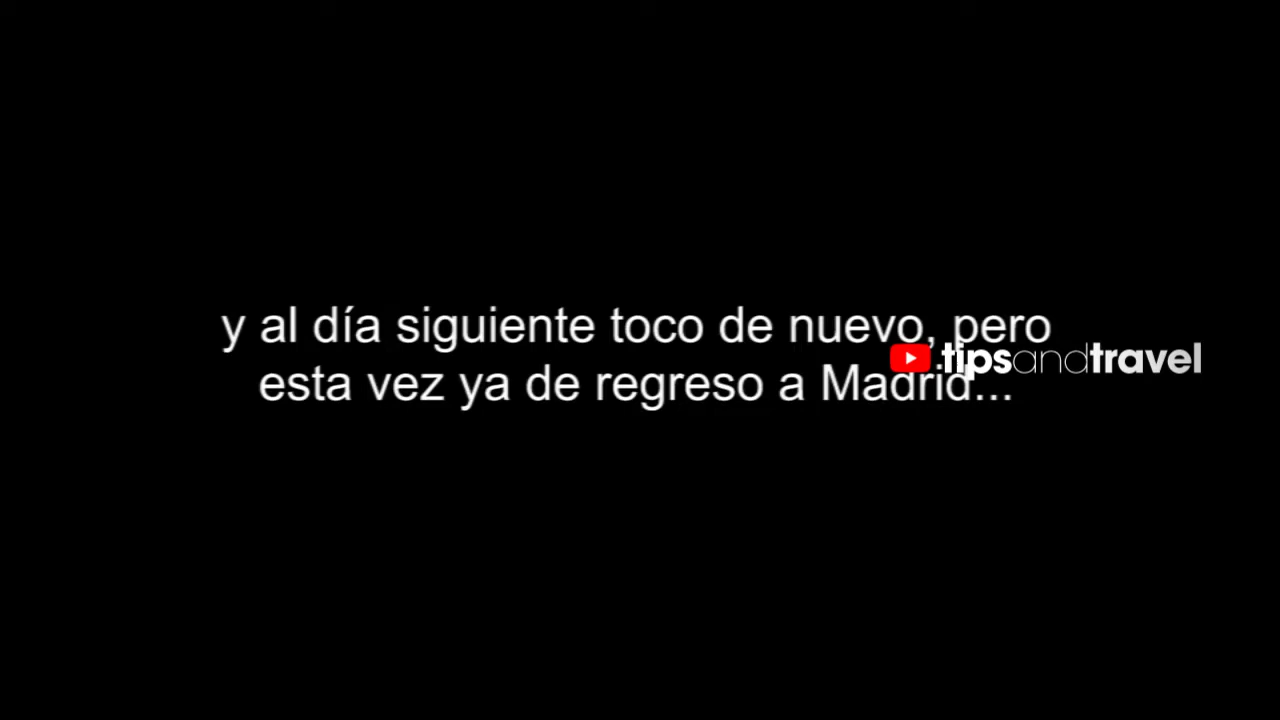 y al día siguiente toco de nuevo, pero
esta vez ya de regreso a Madrid...
tipsandtravel